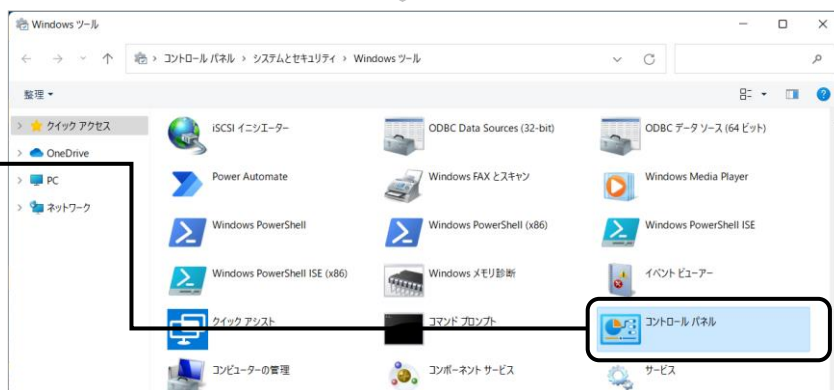 Windows ツール
コントロール パネル › システムとセキュリティ › Windows ツール
整理
クイック アクセス
OneDrive
PC
ネットワーク
iSCSI イニシエーター
ODBC Data Sources (32-bit)
ODBC データ ソース (64 ビット)
Power Automate
Windows FAX とスキャン
Windows Media Player
Windows PowerShell
Windows PowerShell (x86)
Windows PowerShell ISE
Windows PowerShell ISE (x86)
Windows メモリ診断
イベント ビューアー
クイック アシスト
コマンド プロンプト
コントロール パネル
コンピューターの管理
コンポーネント サービス
サービス